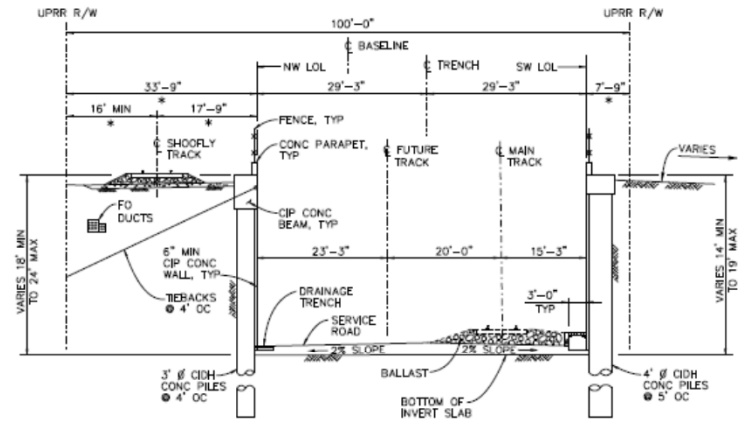 UPRR R/W
UPRR R/W
100'-0"
℄ BASELINE
NW LOL
℄ TRENCH
SW LOL
33'-9"
*
29'-3"
29'-3"
7'-9"
*
16' MIN
*
17'-9"
*
FENCE, TYP
℄ SHOOFLY
TRACK
CONC PARAPET,
TYP
℄ FUTURE
TRACK
℄ MAIN
TRACK
VARIES
FO
DUCTS
CIP CONC
BEAM, TYP
VARIES 18' MIN
TO 24' MAX
6" MIN
CIP CONC
WALL, TYP
23'-3"
20'-0"
15'-3"
VARIES 14' MIN
TO 19' MAX
TIEBACKS
@ 4' OC
DRAINAGE
TRENCH
3'-0"
TYP
SERVICE
ROAD
2% SLOPE
2% SLOPE
3' Ø CIDH
CONC PILES
@ 4' OC
BALLAST
4' Ø CIDH
CONC PILES
@ 5' OC
BOTTOM OF
INVERT SLAB